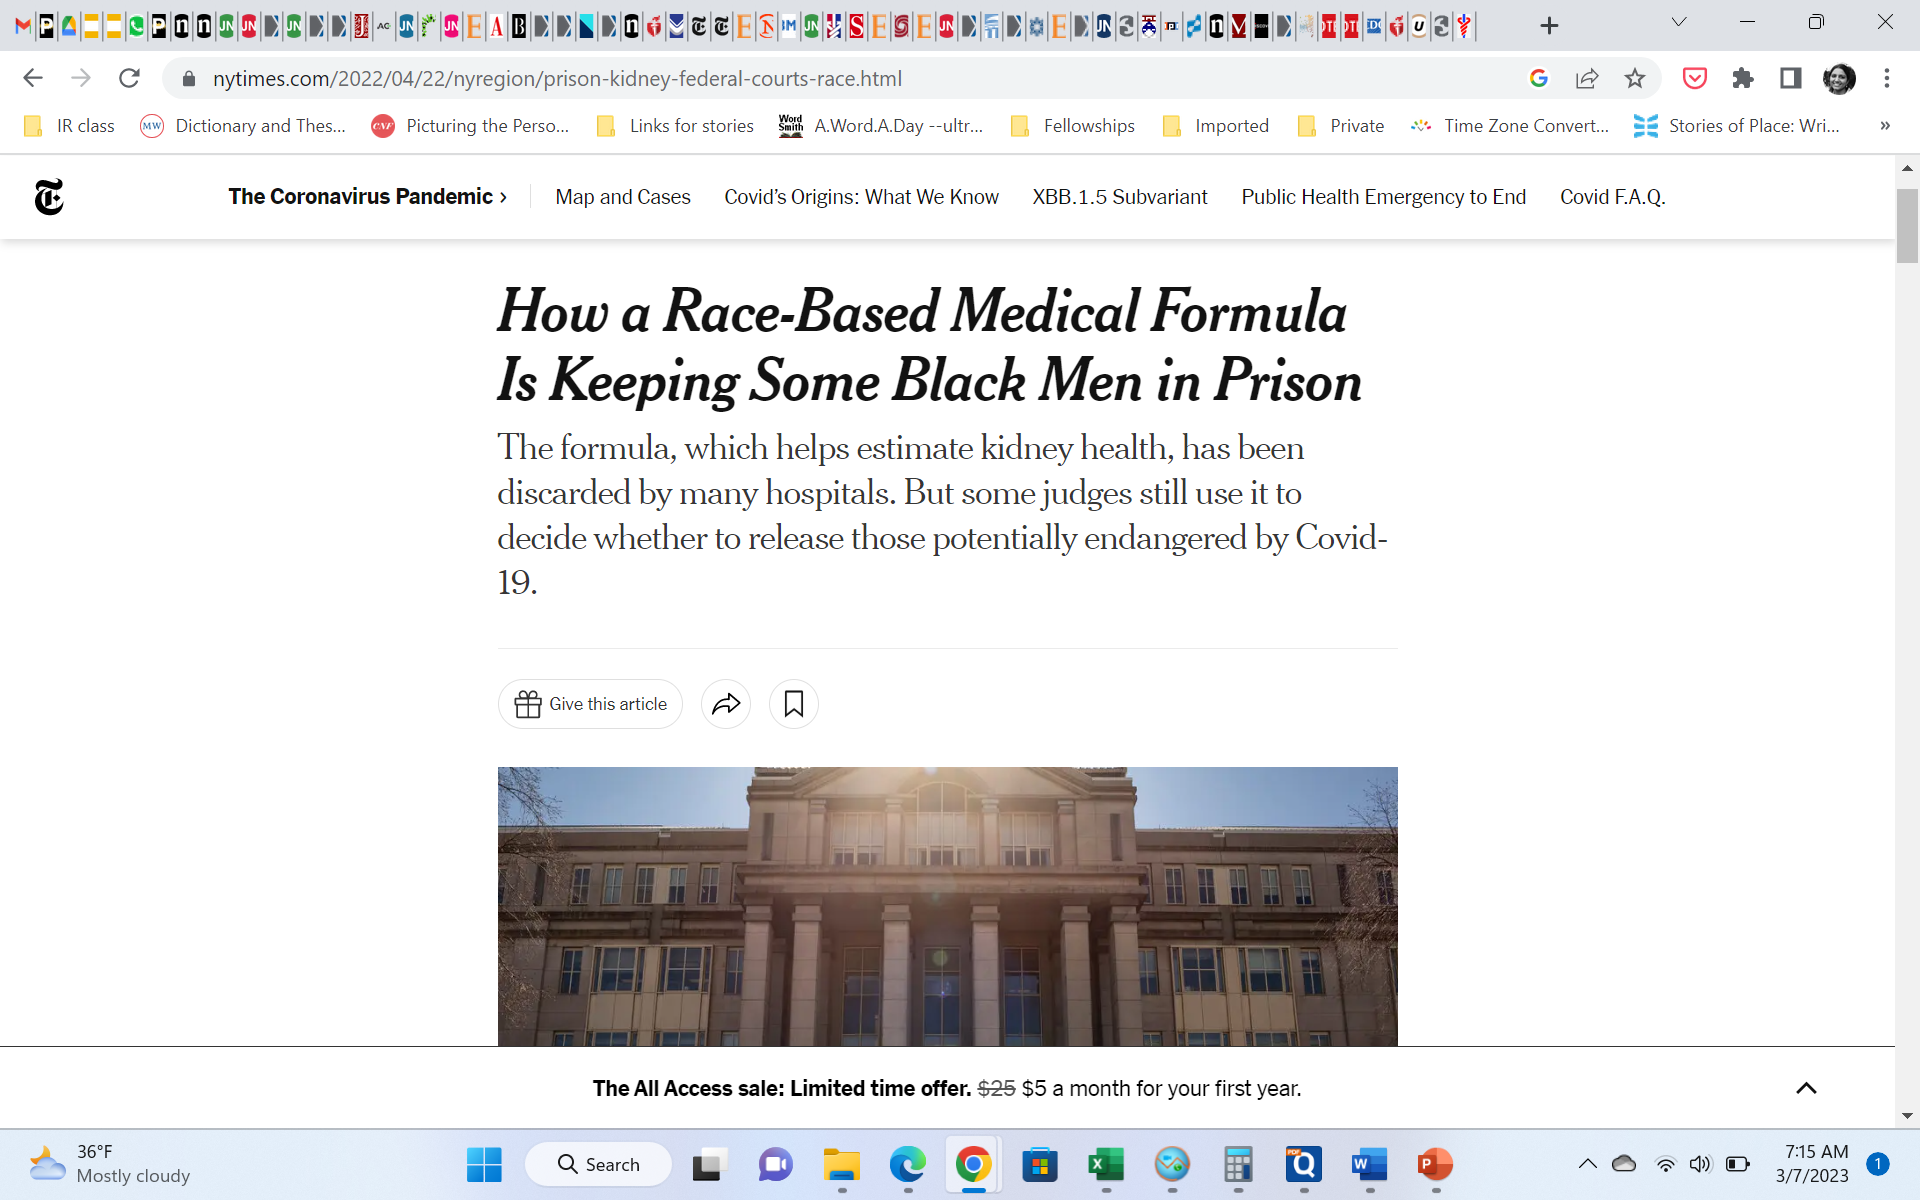 nytimes.com/2022/04/22/nyregion/prison-kidney-federal-courts-race.html
IR class
MW Dictionary and Thes...
CNF Picturing the Perso...
Links for stories
Word Smith A.Word.A.Day --ultr...
Fellowships
Imported
Private
Time Zone Convert...
Stories of Place: Wri...
»
The Coronavirus Pandemic ›
Map and Cases
Covid’s Origins: What We Know
XBB.1.5 Subvariant
Public Health Emergency to End
Covid F.A.Q.
How a Race-Based Medical Formula
Is Keeping Some Black Men in Prison
The formula, which helps estimate kidney health, has been
discarded by many hospitals. But some judges still use it to
decide whether to release those potentially endangered by Covid-
19.
Give this article
The All Access sale: Limited time offer. $25 $5 a month for your first year.
36°F
Mostly cloudy
Search
7:15 AM
3/7/2023
1